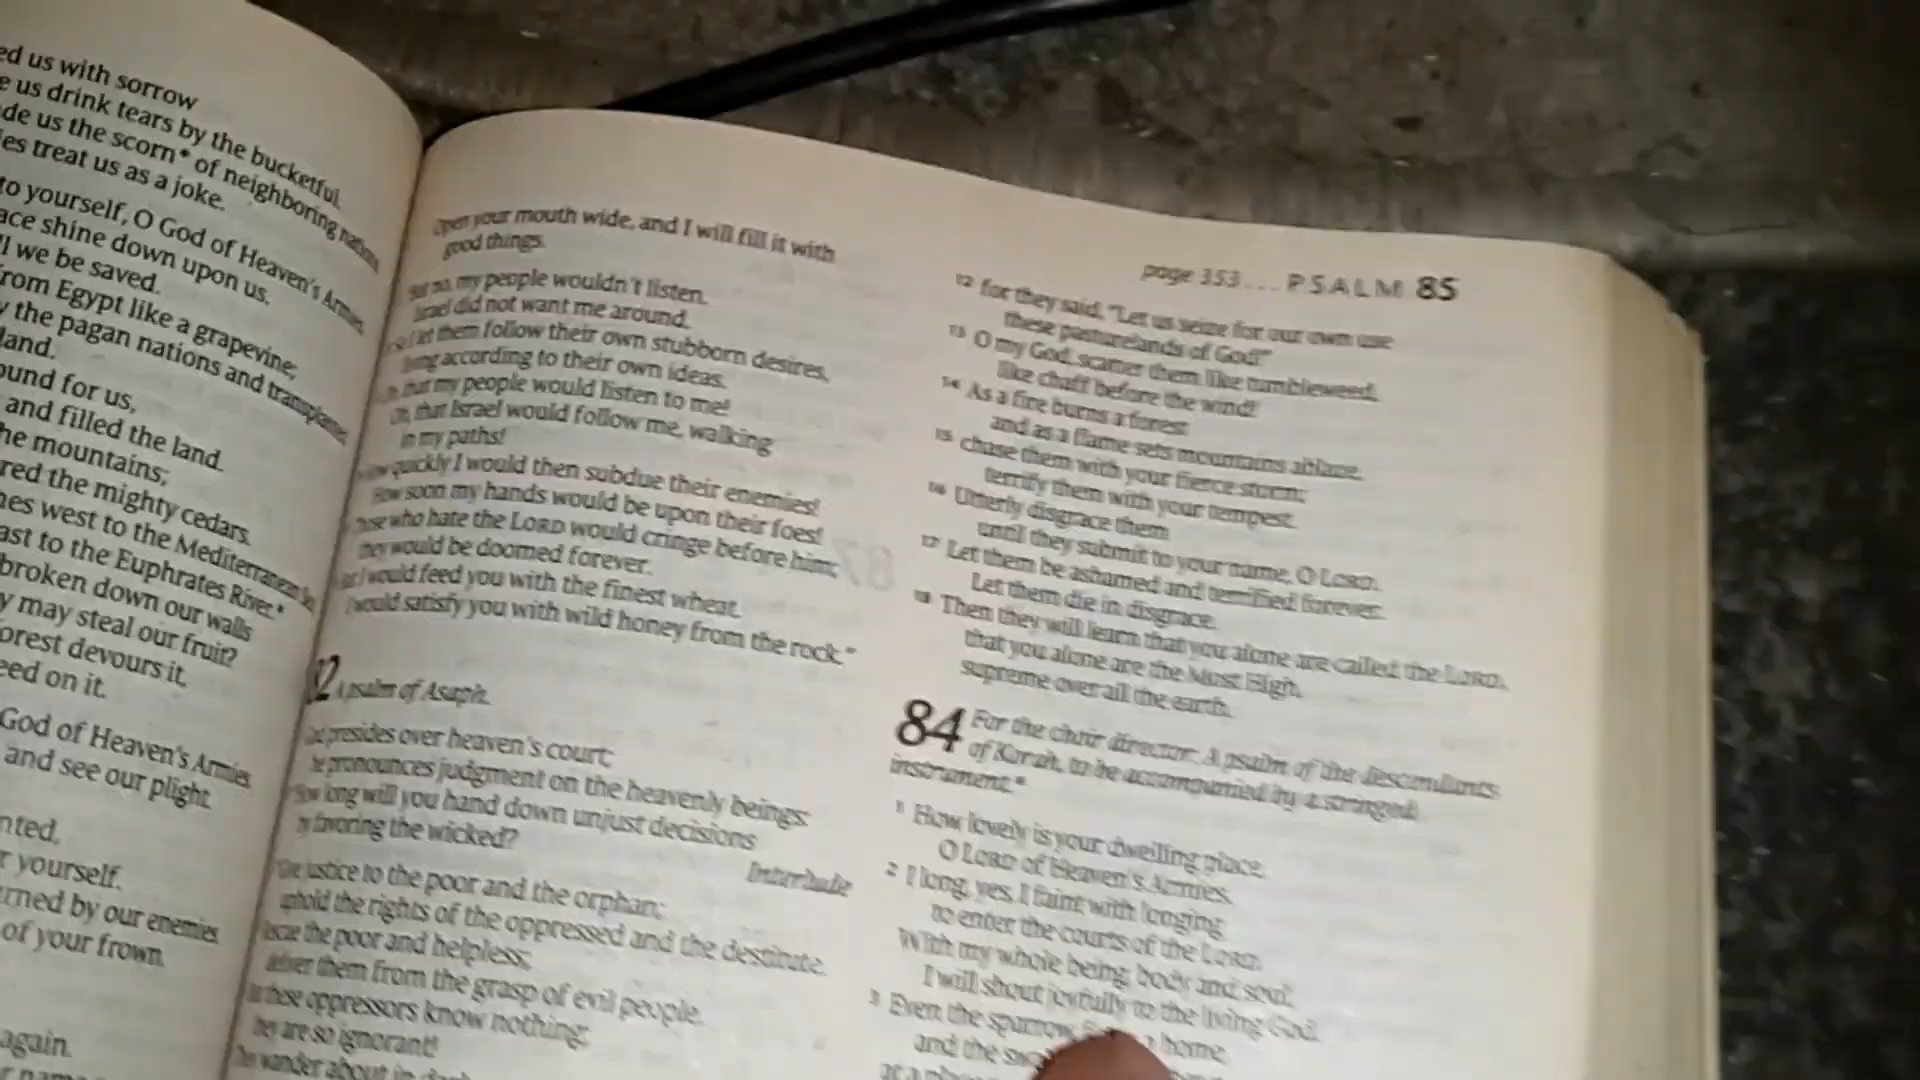 ed us with sorrow
e us drink tears by the bucketful.
de us the scorn* of neighboring nations
es treat us as a joke.
to yourself, O God of Heaven's Armies.
ace shine down upon us.
l we be saved.
from Egypt like a grapevine;
y the pagan nations and transplanted
land.
ound for us,
and filled the land.
he mountains;
red the mighty cedars.
hes west to the Mediterranean Sea
ast to the Euphrates River.*
broken down our walls
y may steal our fruit?
orest devours it,
eed on it.
God of Heaven's Armies
and see our plight.
nted,
r yourself.
rned by our enemies
of your frown.
again.
Open your mouth wide, and I will fill it with
good things.
But no, my people wouldn't listen.
Israel did not want me around.
so I let them follow their own stubborn desires,
living according to their own ideas.
that my people would listen to me!
Oh, that Israel would follow me, walking
in my paths!
How quickly I would then subdue their enemies!
How soon my hands would be upon their foes!
Those who hate the LORD would cringe before him;
they would be doomed forever.
But I would feed you with the finest wheat.
I would satisfy you with wild honey from the rock."
82 A psalm of Asaph.
God presides over heaven's court;
he pronounces judgment on the heavenly beings:
"How long will you hand down unjust decisions
by favoring the wicked?
Interlude
"Give justice to the poor and the orphan;
uphold the rights of the oppressed and the destitute.
Rescue the poor and helpless;
deliver them from the grasp of evil people.
these oppressors know nothing;
they are so ignorant!
wander about in
page 353 . . . PSALM 85
12 for they said, "Let us seize for our own use
these pasturelands of God!"
13 O my God, scatter them like tumbleweed,
like chaff before the wind!
14 As a fire burns a forest
and as a flame sets mountains ablaze,
15 chase them with your fierce storm;
terrify them with your tempest.
16 Utterly disgrace them
until they submit to your name, O LORD.
17 Let them be ashamed and terrified forever.
Let them die in disgrace.
18 Then they will learn that you alone are called the LORD,
that you alone are the Most High,
supreme over all the earth.
84 For the choir director: A psalm of the descendants
of Korah, to be accompanied by a stringed
instrument.*
1 How lovely is your dwelling place,
O LORD of Heaven's Armies.
2 I long, yes, I faint with longing
to enter the courts of the LORD.
With my whole being, body and soul,
I will shout joyfully to the living God.
3 Even the sparrow home
and the